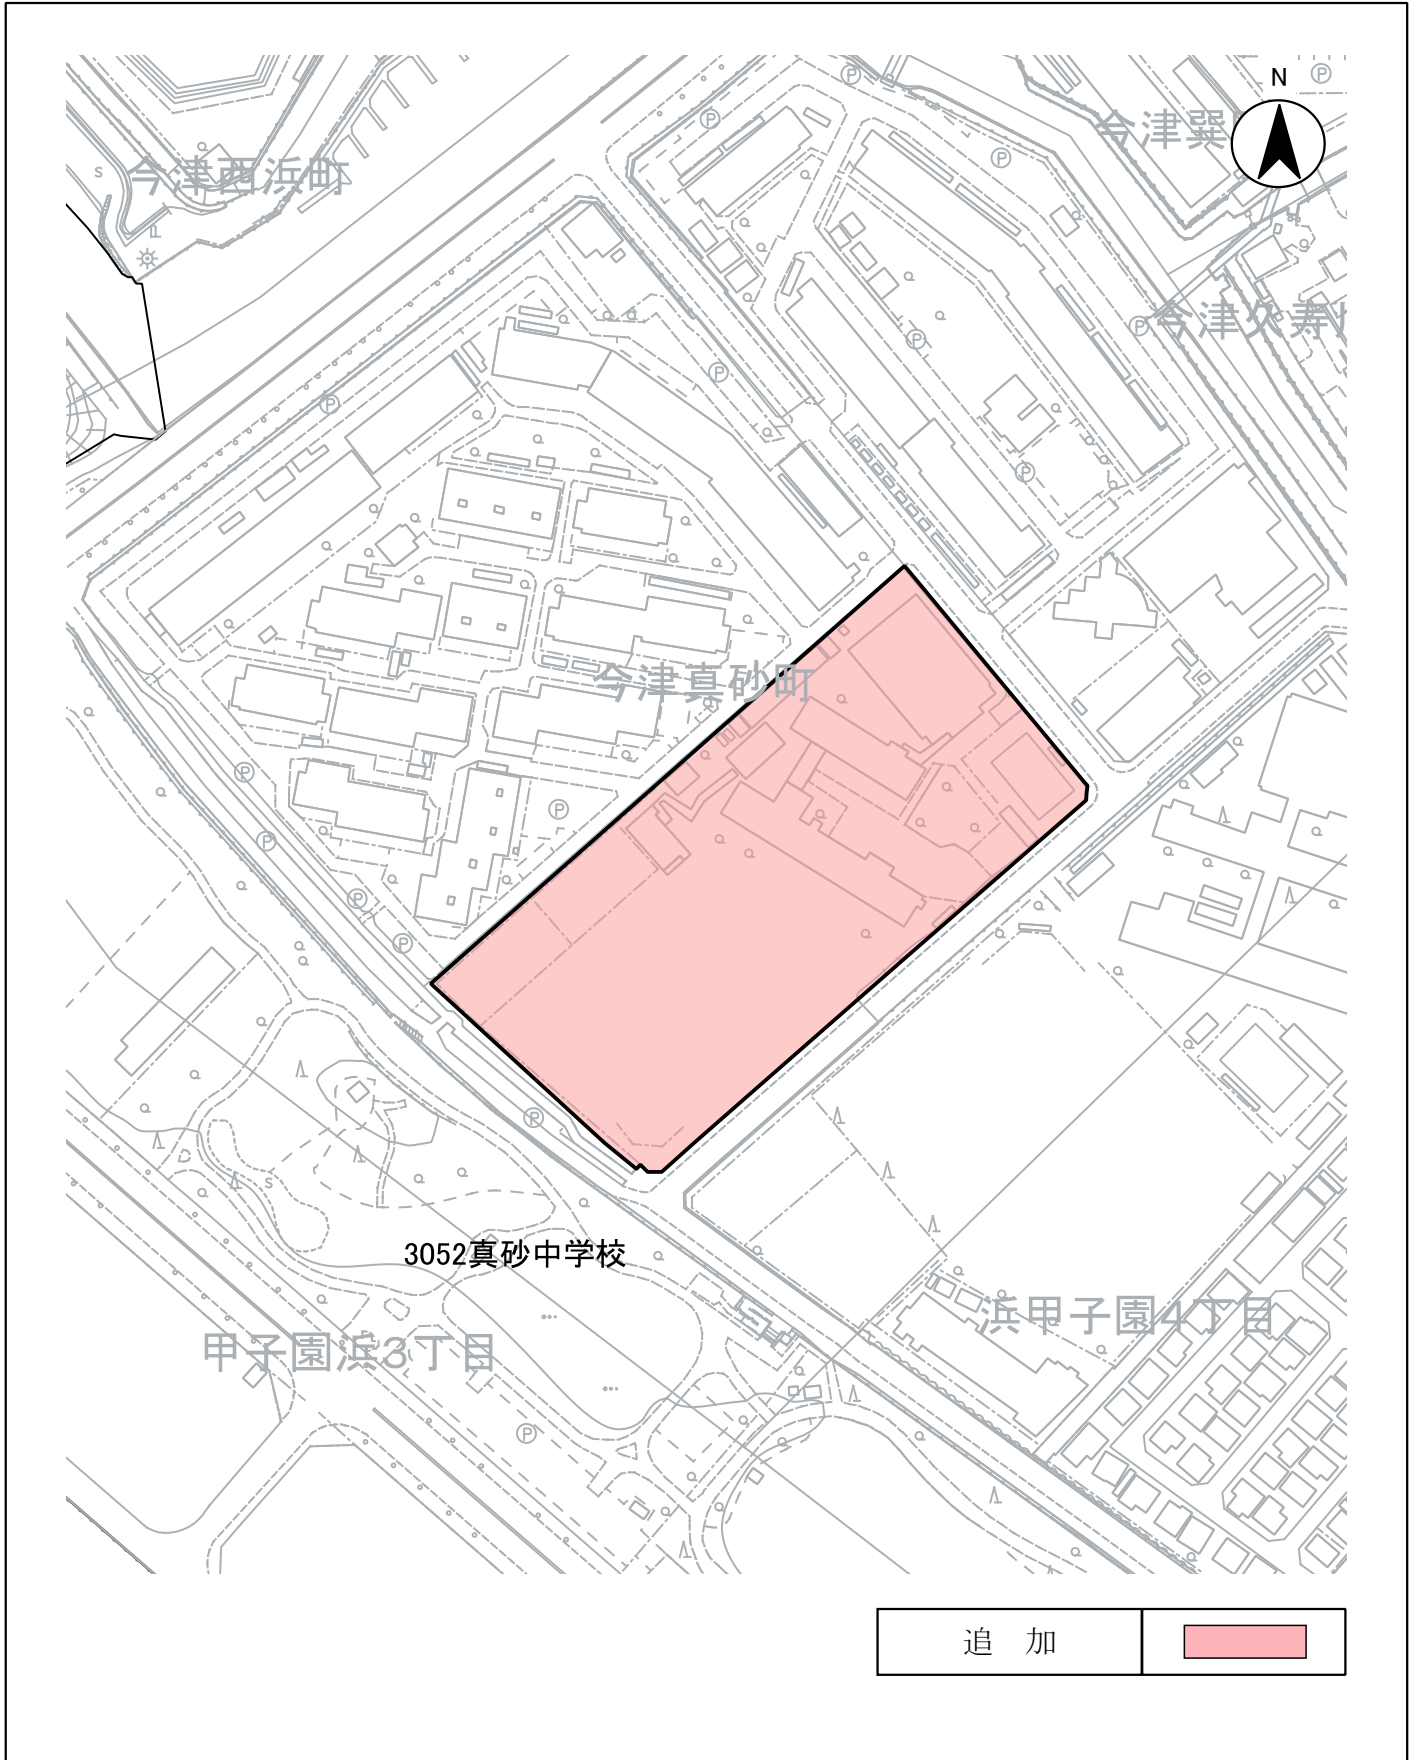 N
今津巽
今津西浜町
今津久寿
今津真砂町
3052真砂中学校
浜甲子園4丁目
甲子園浜3丁目
追　加